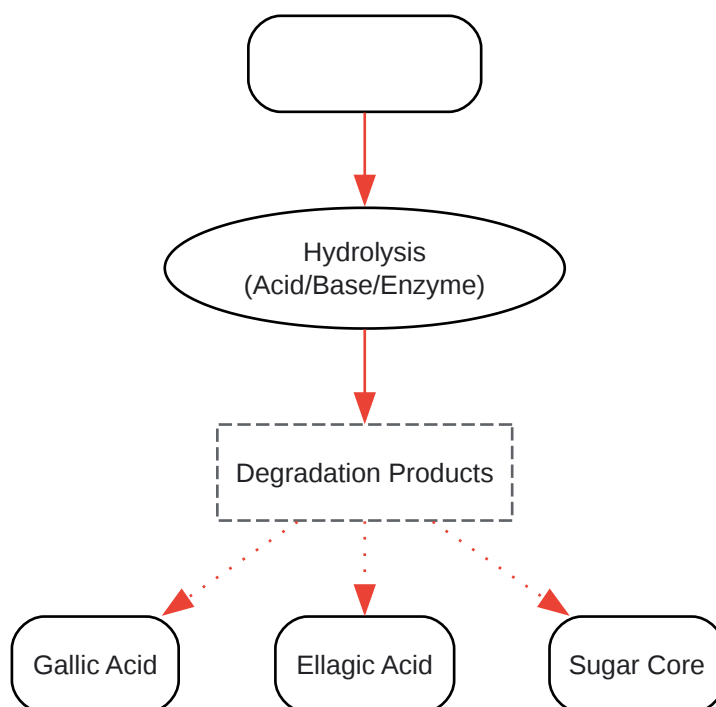 Hydrolysis
(Acid/Base/Enzyme)
Degradation Products
Gallic Acid
Ellagic Acid
Sugar Core